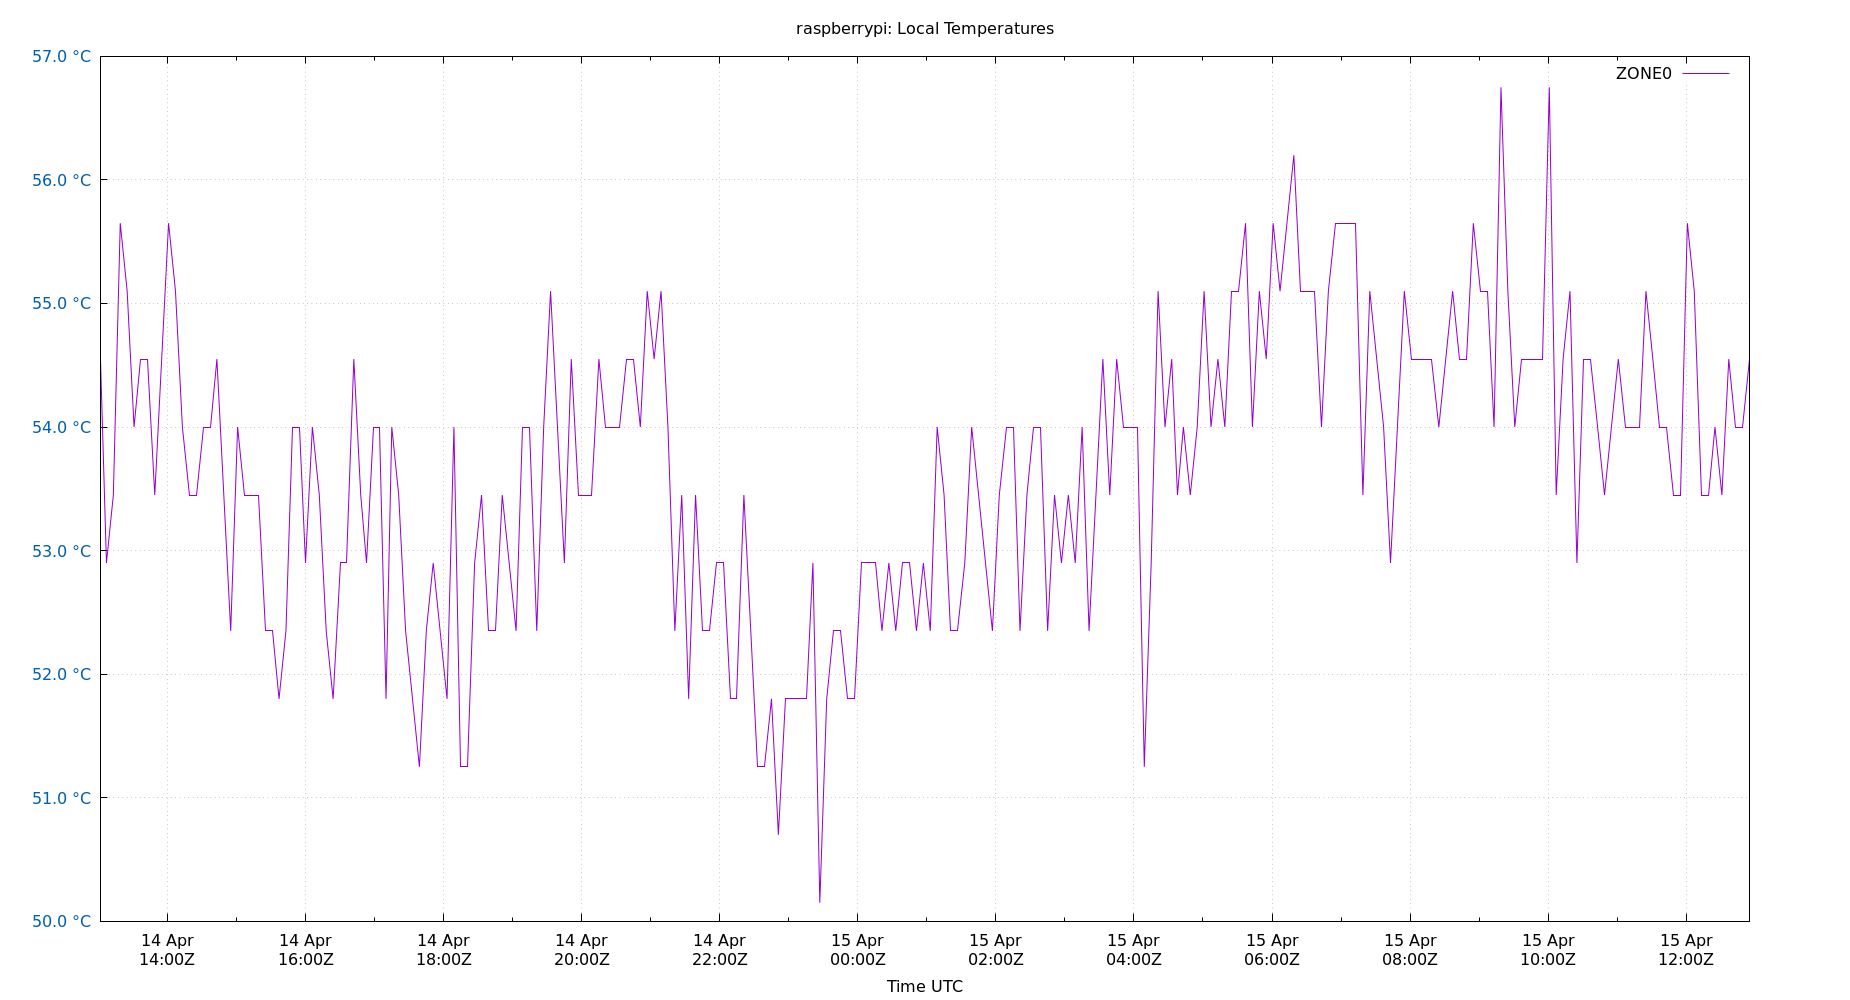 raspberrypi: Local Temperatures
57.0 °C
ZONE0
56.0 °C
55.0 °C
54.0 °C
53.0 °C
52.0 °C
51.0 °C
50.0 °C
14 Apr 14 Apr 14 Apr 14 Apr 14 Apr 15 Apr 15 Apr 15 Apr 15 Apr 15 Apr 15 Apr 15 Apr
14:00Z 16:00Z 18:00Z 20:00Z 22:00Z 00:00Z 02:00Z 04:00Z 06:00Z 08:00Z 10:00Z 12:00Z
Time UTC